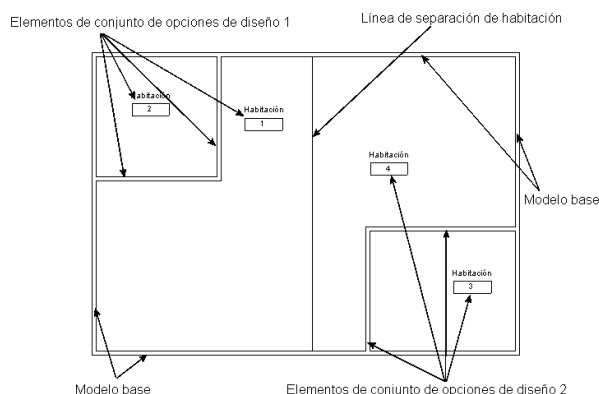 Elementos de conjunto de opciones de diseño 1
Línea de separación de habitación
Habitación
2
Habitación
1
Habitación
4
Modelo base
Habitación
3
Modelo base
Elementos de conjunto de opciones de diseño 2